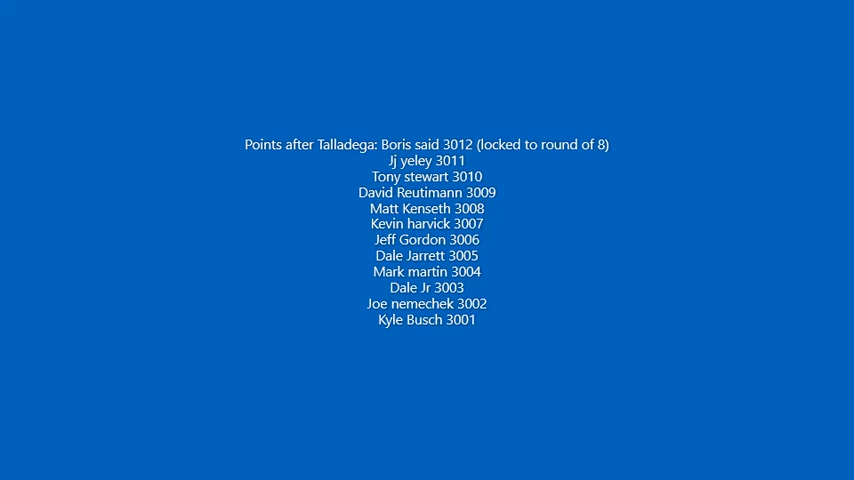 Points after Talladega: Boris said 3012 (locked to round of 8)
Jj yeley 3011
Tony stewart 3010
David Reutimann 3009
Matt Kenseth 3008
Kevin harvick 3007
Jeff Gordon 3006
Dale Jarrett 3005
Mark martin 3004
Dale Jr 3003
Joe nemechek 3002
Kyle Busch 3001